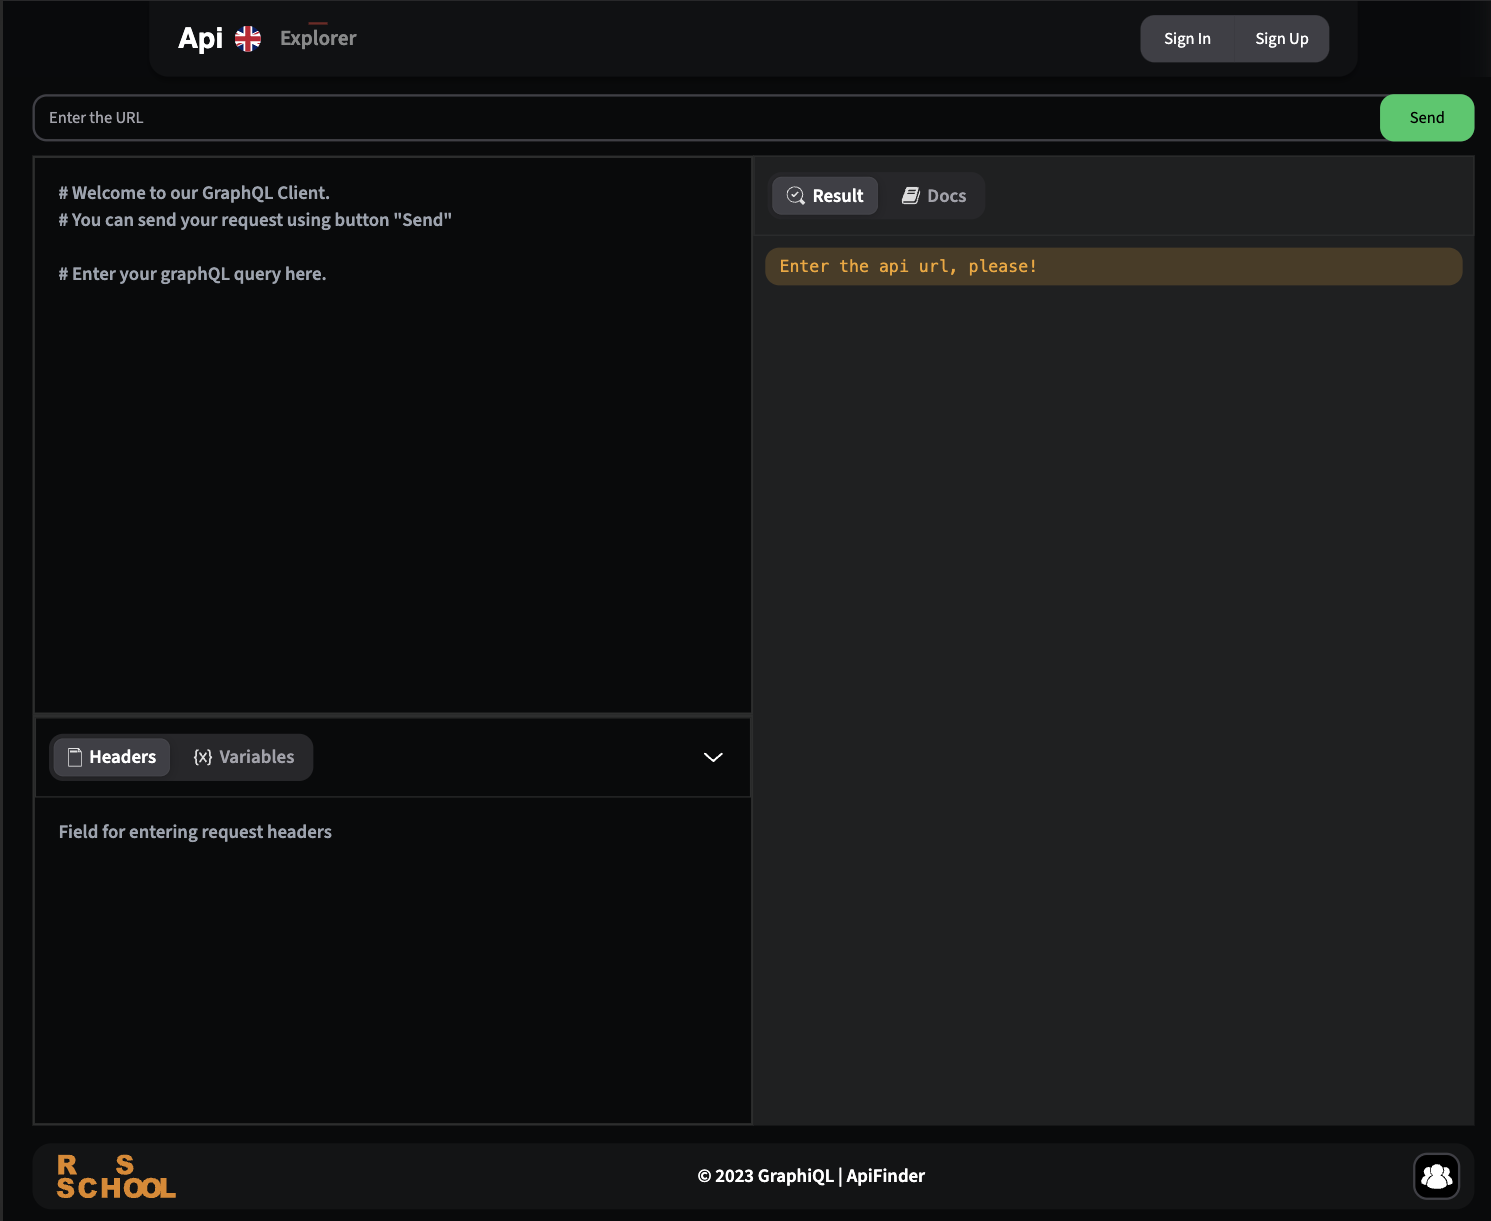 Api Explorer
Sign In Sign Up
Enter the URL
Send
# Welcome to our GraphQL Client.
# You can send your request using button "Send"
# Enter your graphQL query here.
Result Docs
Enter the api url, please!
Headers {x} Variables
Field for entering request headers
R S
SCHOOL
© 2023 GraphiQL | ApiFinder